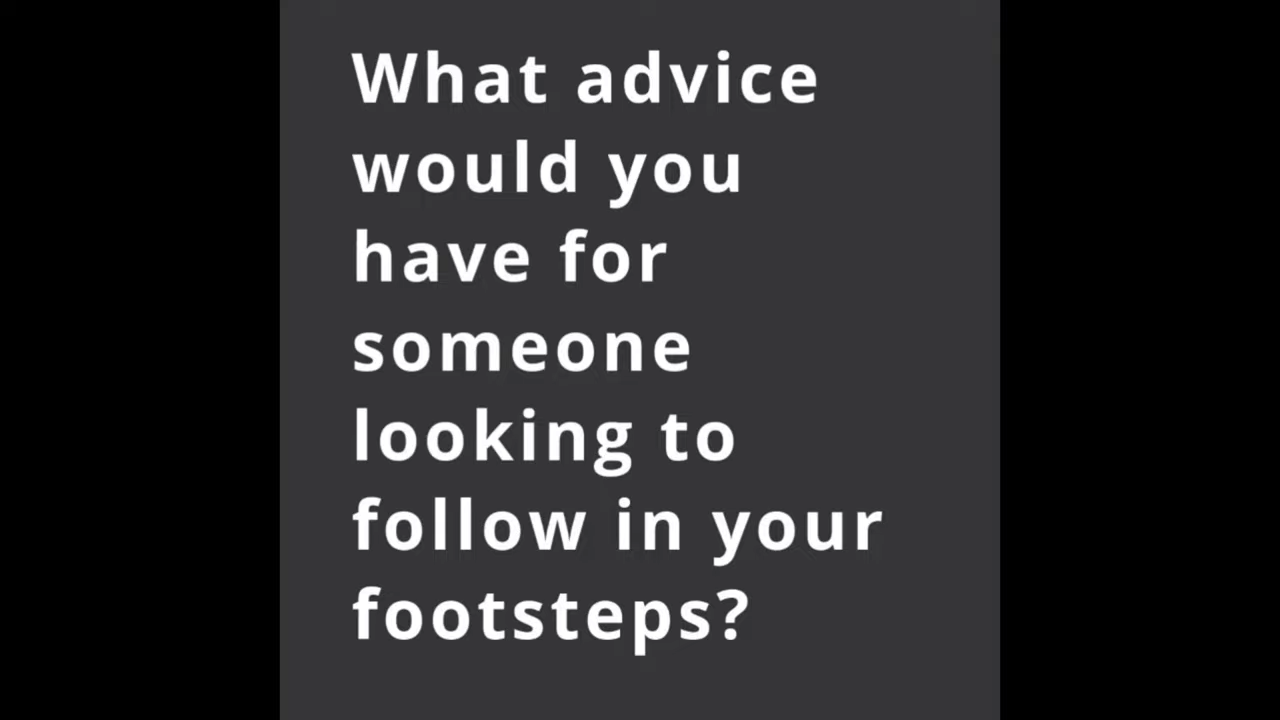 What advice
would you
have for
someone
looking to
follow in your
footsteps?